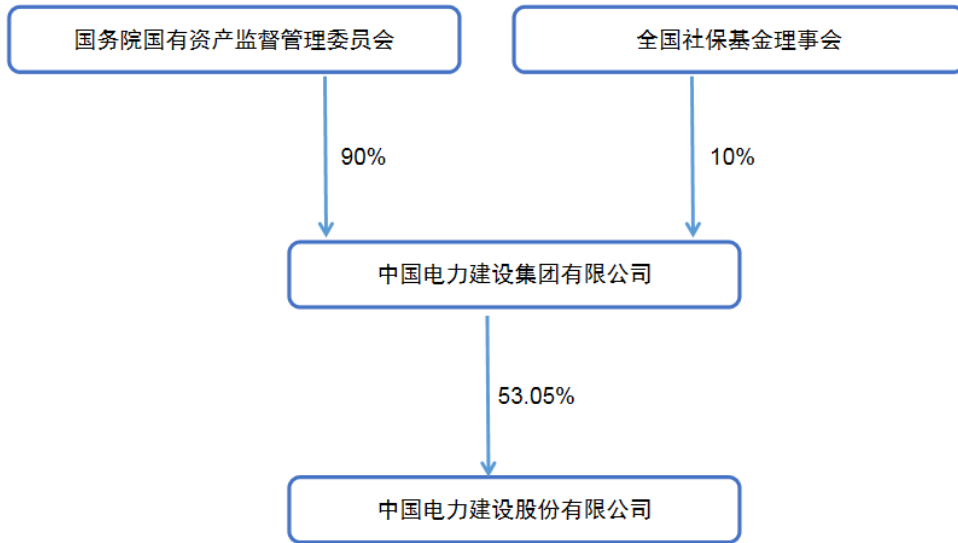 国务院国有资产监督管理委员会
全国社保基金理事会
90%
10%
中国电力建设集团有限公司
53.05%
中国电力建设股份有限公司